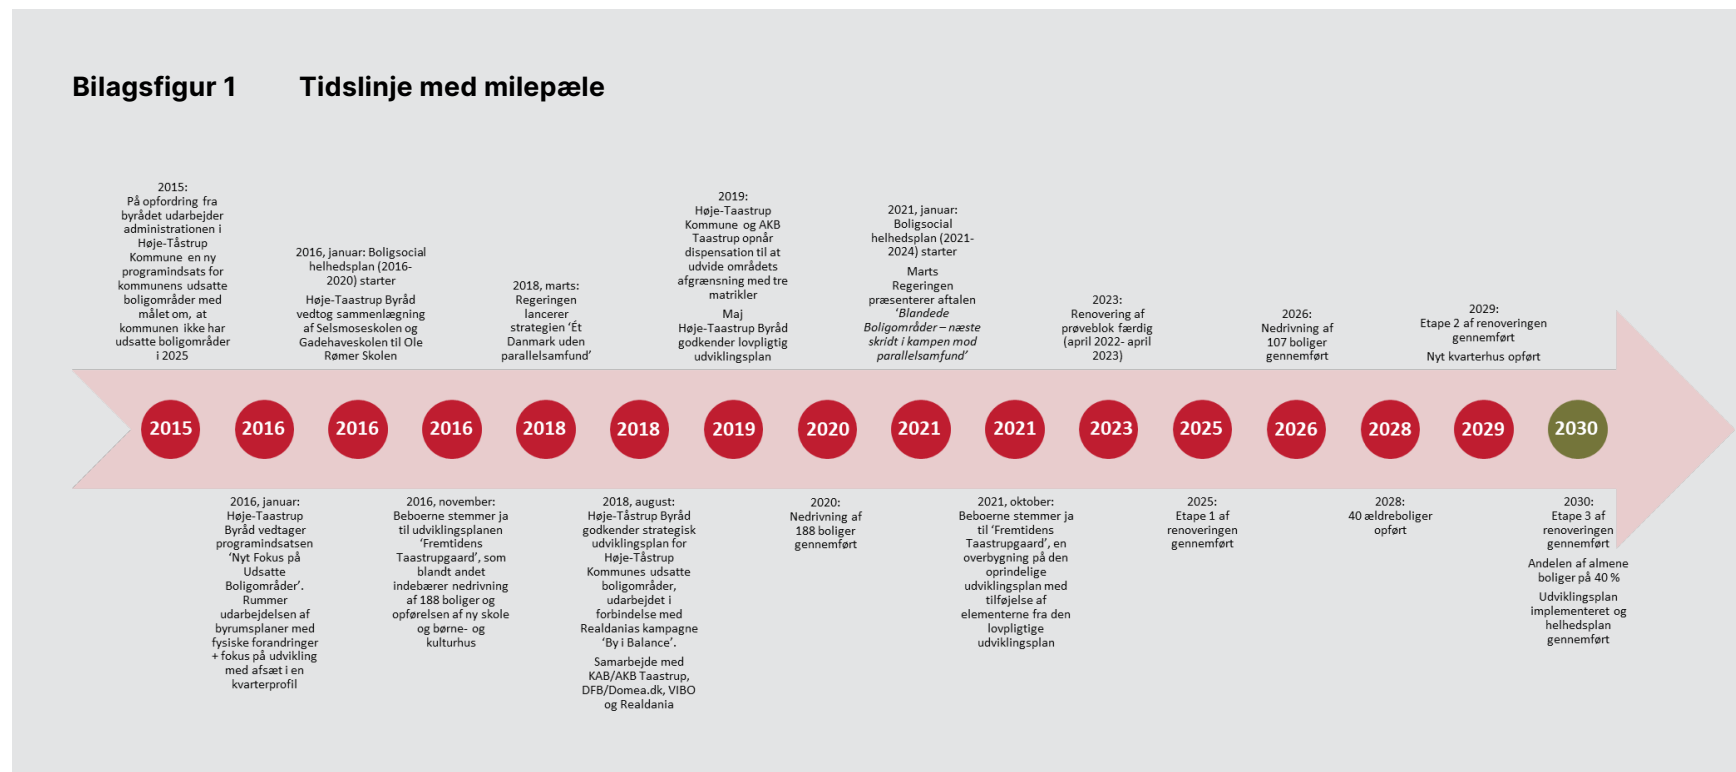 Bilagsfigur 1 Tidslinje med milepæle
2015:
På opfordring fra
byrådet udarbejder
administrationen i
Høje-Tåstrup
Kommune en ny
programindsats for
kommunens udsatte
boligområder med
målet om, at
kommunen ikke har
udsatte boligområder
i 2025
2016, januar: Boligsocial
helhedsplan (2016-
2020) starter
Høje-Taastrup Byråd
vedtog sammenlægning
af Selsmoseskolen og
Gadehaveskolen til Ole
Rømer Skolen
2018, marts:
Regeringen
lancerer
strategien ‘Ét
Danmark uden
parallelsamfund’
2019:
Høje-Taastrup
Kommune og AKB
Taastrup opnår
dispensation til at
udvide områdets
afgrænsning med tre
matrikler
Maj
Høje-Taastrup Byråd
godkender lovpligtig
udviklingsplan
2021, januar:
Boligsocial
helhedsplan (2021-
2024) starter
Marts
Regeringen
præsenterer aftalen
‘Blandede
Boligområder – næste
skridt i kampen mod
parallelsamfund’
2023:
Renovering af
prøveblok færdig
(april 2022- april
2023)
2026:
Nedrivning af
107 boliger
gennemført
2029:
Etape 2 af renoveringen
gennemført
Nyt kvarterhus opført
2015 2016 2016 2016 2018 2018 2019 2020 2021 2021 2023 2025 2026 2028 2029 2030
2016, januar:
Høje-Taastrup
Byråd vedtager
programindsatsen
‘Nyt Fokus på
Udsatte
Boligområder’.
Rummer
udarbejdelsen af
byrumsplaner med
fysiske forandringer
+ fokus på udvikling
med afsæt i en
kvarterprofil
2016, november:
Beboerne stemmer ja
til udviklingsplanen
‘Fremtidens
Taastrupgaard’, som
blandt andet
indebærer nedrivning
af 188 boliger og
opførelsen af ny skole
og børne- og
kulturhus
2018, august:
Høje-Tåstrup Byråd
godkender strategisk
udviklingsplan for
Høje-Tåstrup
Kommunes udsatte
boligområder,
udarbejdet i
forbindelse med
Realdanias kampagne
‘By i Balance’.
Samarbejde med
KAB/AKB Taastrup,
DFB/Domea.dk, VIBO
og Realdania
2020:
Nedrivning af
188 boliger
gennemført
2021, oktober:
Beboerne stemmer ja
til ‘Fremtidens
Taastrupgaard’, en
overbygning på den
oprindelige
udviklingsplan med
tilføjelse af
elementerne fra den
lovpligtige
udviklingsplan
2025:
Etape 1 af
renoveringen
gennemført
2028:
40 ældreboliger
opført
2030:
Etape 3 af
renoveringen
gennemført
Andelen af almene
boliger på 40 %
Udviklingsplan
implementeret og
helhedsplan
gennemført